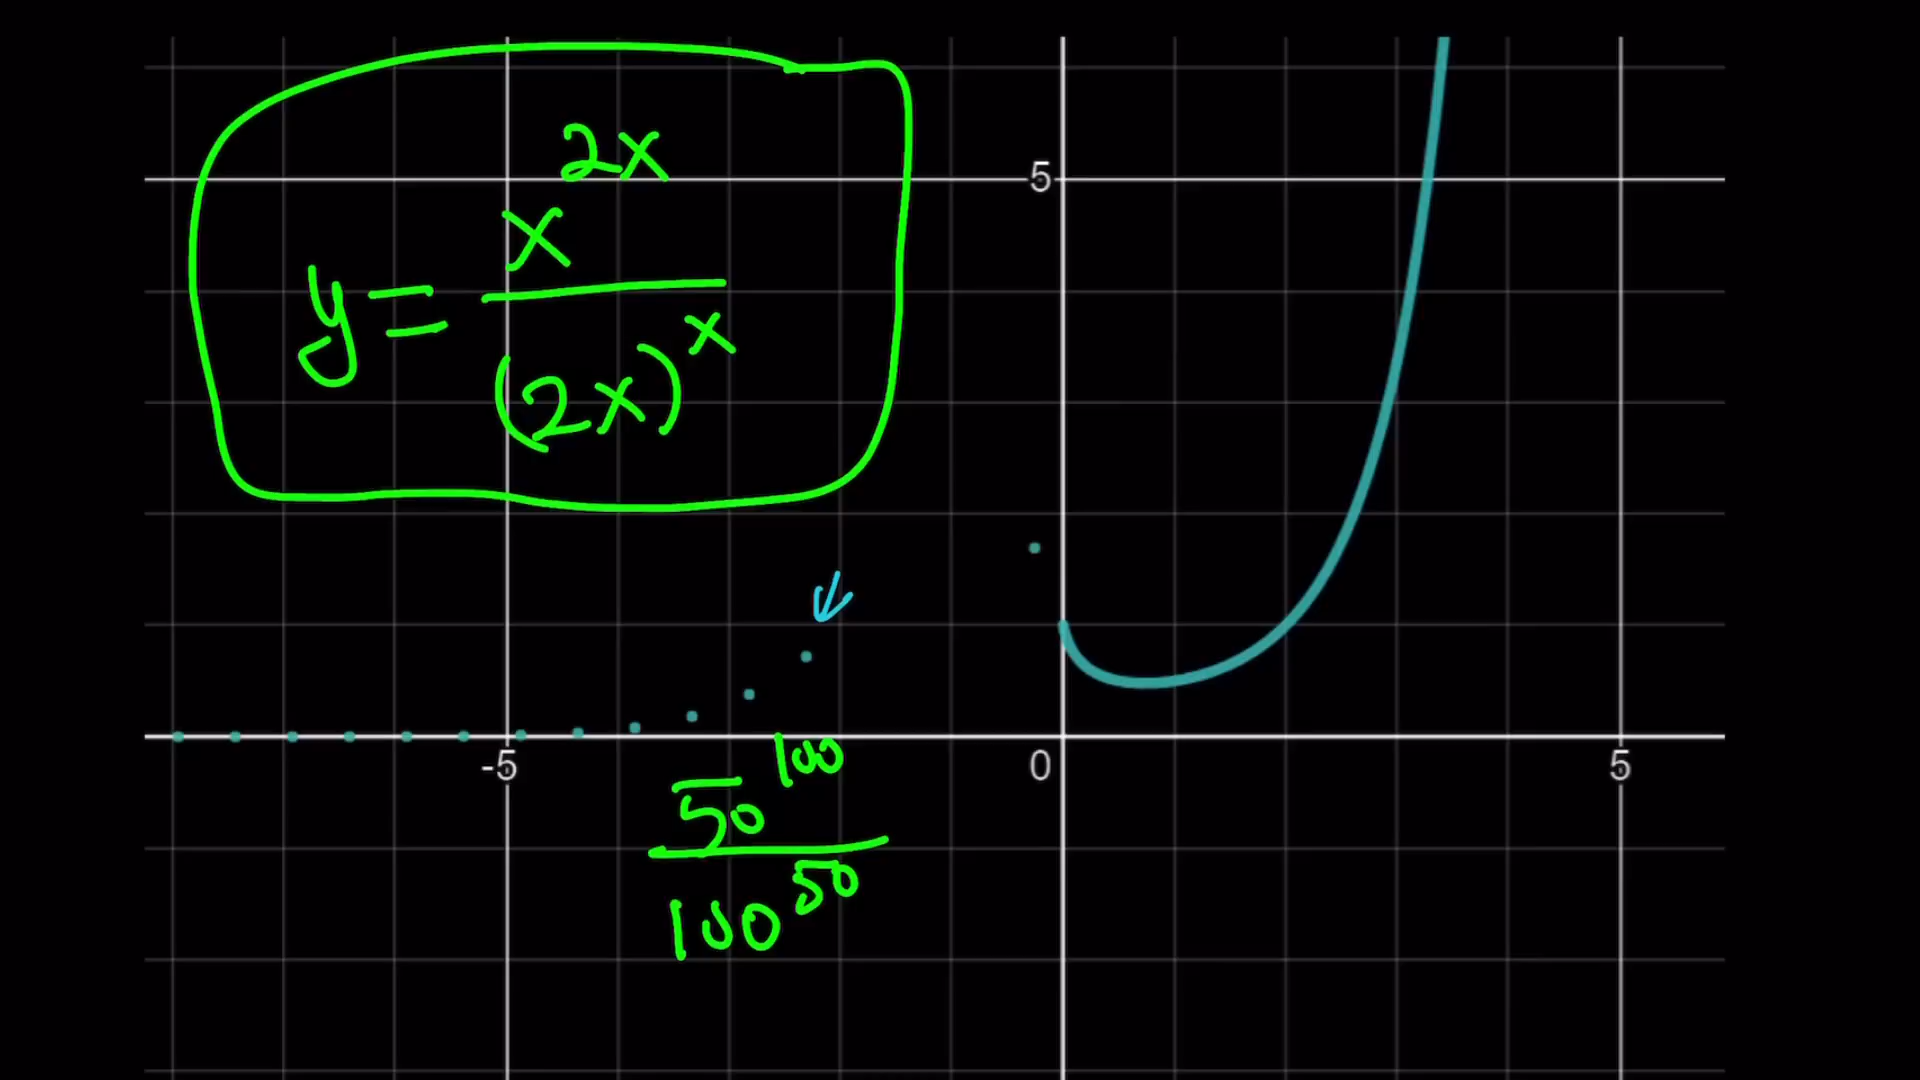 y = x^{2x} / (2x)^x
5
-5 0 5
50^{100} / 100^{50}